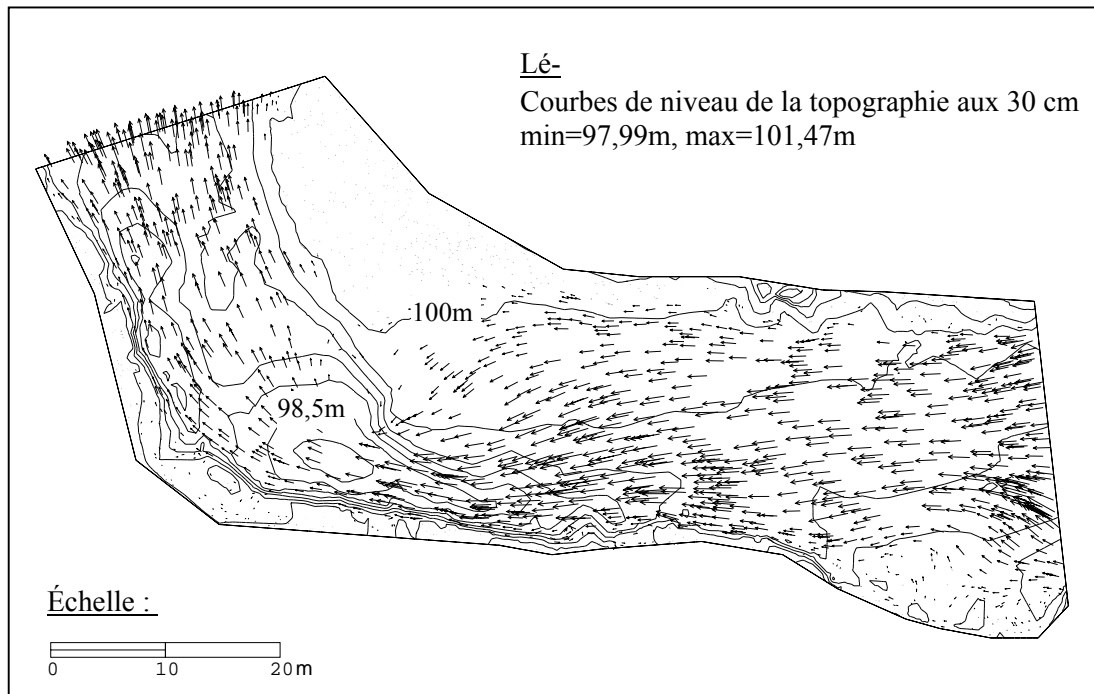 Lé-
Courbes de niveau de la topographie aux 30 cm
min=97,99m, max=101,47m
100m
98,5m
Échelle :
0 10 20m